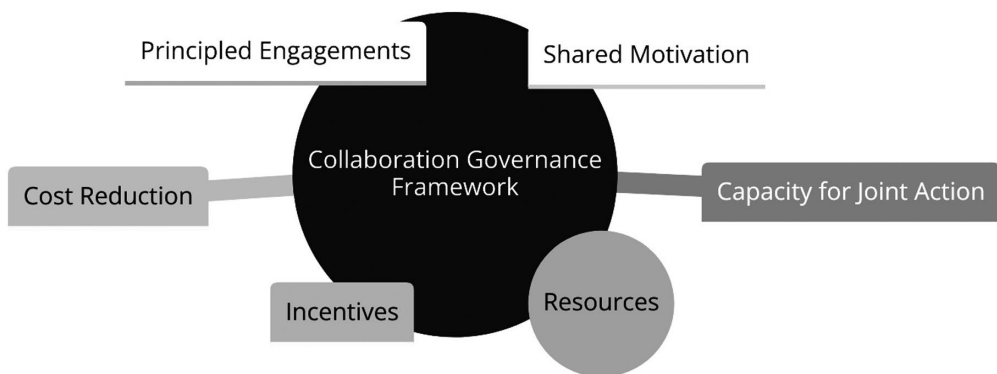 Principled Engagements
Shared Motivation
Collaboration Governance
Framework
Cost Reduction
Capacity for Joint Action
Incentives
Resources